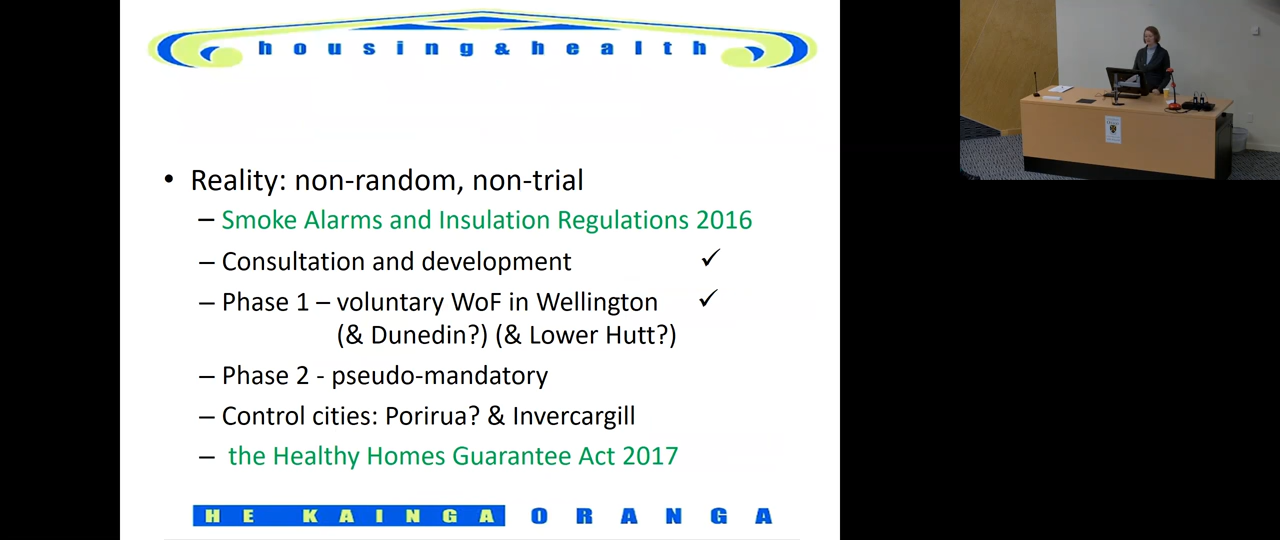 housing&health
• Reality: non-random, non-trial
– Smoke Alarms and Insulation Regulations 2016
– Consultation and development ✓
– Phase 1 – voluntary WoF in Wellington ✓
(& Dunedin?) (& Lower Hutt?)
– Phase 2 - pseudo-mandatory
– Control cities: Porirua? & Invercargill
– the Healthy Homes Guarantee Act 2017
HE KAINGA ORANGA